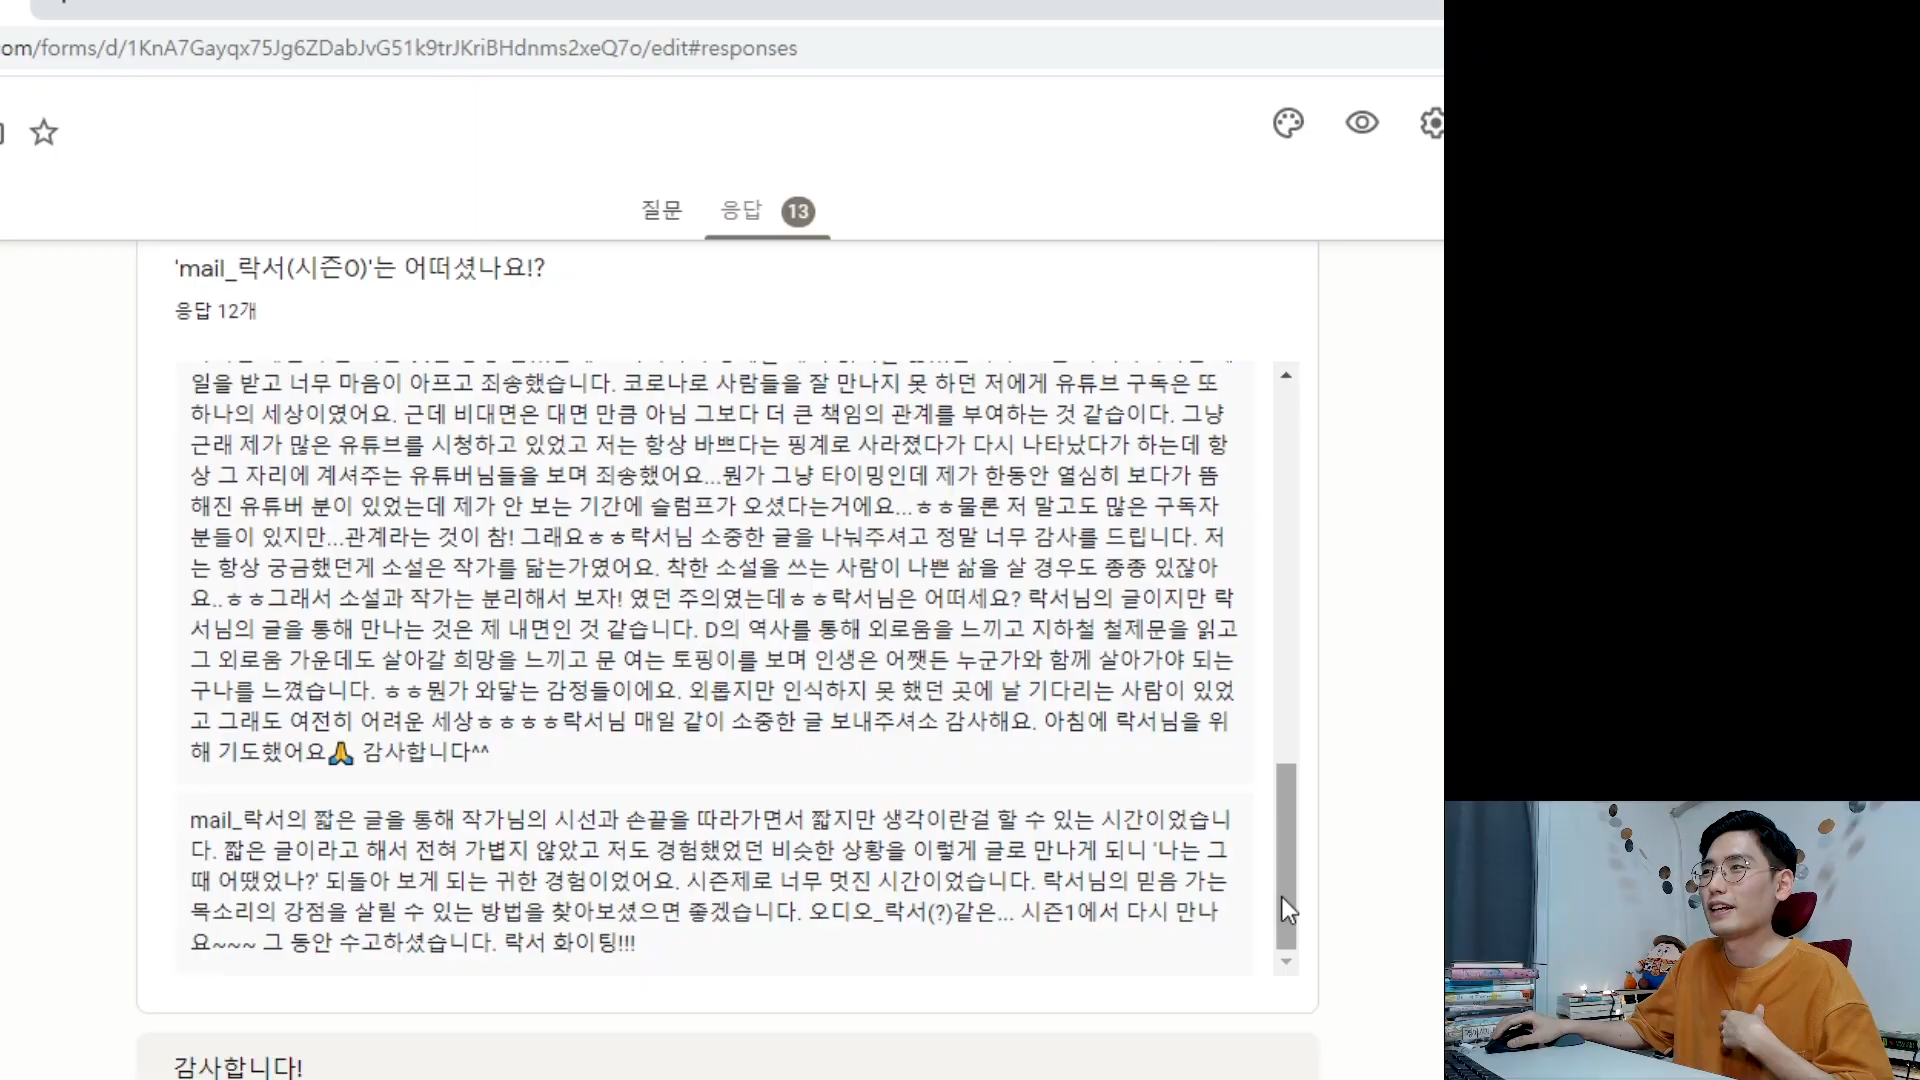 om/forms/d/1KnA7Gayqx75Jg6ZDabJvG51k9trJKriBHdnms2xeQ7o/edit#responses
질문 응답 13
'mail_락서(시즌0)'는 어떠셨나요!?
응답 12개
일을 받고 너무 마음이 아프고 죄송했습니다. 코로나로 사람들을 잘 만나지 못 하던 저에게 유튜브 구독은 또
하나의 세상이였어요. 근데 비대면은 대면 만큼 아님 그보다 더 큰 책임의 관계를 부여하는 것 같습이다. 그냥
근래 제가 많은 유튜브를 시청하고 있었고 저는 항상 바쁘다는 핑계로 사라졌다가 다시 나타났다가 하는데 항
상 그 자리에 계셔주는 유튜버님들을 보며 죄송했어요...뭔가 그냥 타이밍인데 제가 한동안 열심히 보다가 뜸
해진 유튜버 분이 있었는데 제가 안 보는 기간에 슬럼프가 오셨다는거에요...ㅎㅎ물론 저 말고도 많은 구독자
분들이 있지만...관계라는 것이 참! 그래요ㅎㅎ락서님 소중한 글을 나눠주셔고 정말 너무 감사를 드립니다. 저
는 항상 궁금했던게 소설은 작가를 닮는가였어요. 착한 소설을 쓰는 사람이 나쁜 삶을 살 경우도 종종 있잖아
요..ㅎㅎ그래서 소설과 작가는 분리해서 보자! 였던 주의였는데ㅎㅎ락서님은 어떠세요? 락서님의 글이지만 락
서님의 글을 통해 만나는 것은 제 내면인 것 같습니다. D의 역사를 통해 외로움을 느끼고 지하철 철제문을 읽고
그 외로움 가운데도 살아갈 희망을 느끼고 문 여는 토핑이를 보며 인생은 어쨋든 누군가와 함께 살아가야 되는
구나를 느꼈습니다. ㅎㅎ뭔가 와닿는 감정들이에요. 외롭지만 인식하지 못 했던 곳에 날 기다리는 사람이 있었
고 그래도 여전히 어려운 세상ㅎㅎㅎㅎ락서님 매일 같이 소중한 글 보내주셔소 감사해요. 아침에 락서님을 위
해 기도했어요🙏 감사합니다^^
mail_락서의 짧은 글을 통해 작가님의 시선과 손끝을 따라가면서 짧지만 생각이란걸 할 수 있는 시간이었습니
다. 짧은 글이라고 해서 전혀 가볍지 않았고 저도 경험했었던 비슷한 상황을 이렇게 글로 만나게 되니 '나는 그
때 어땠었나?' 되돌아 보게 되는 귀한 경험이었어요. 시즌제로 너무 멋진 시간이었습니다. 락서님의 믿음 가는
목소리의 강점을 살릴 수 있는 방법을 찾아보셨으면 좋겠습니다. 오디오_락서(?)같은... 시즌1에서 다시 만나
요~~~ 그 동안 수고하셨습니다. 락서 화이팅!!!
감사합니다!